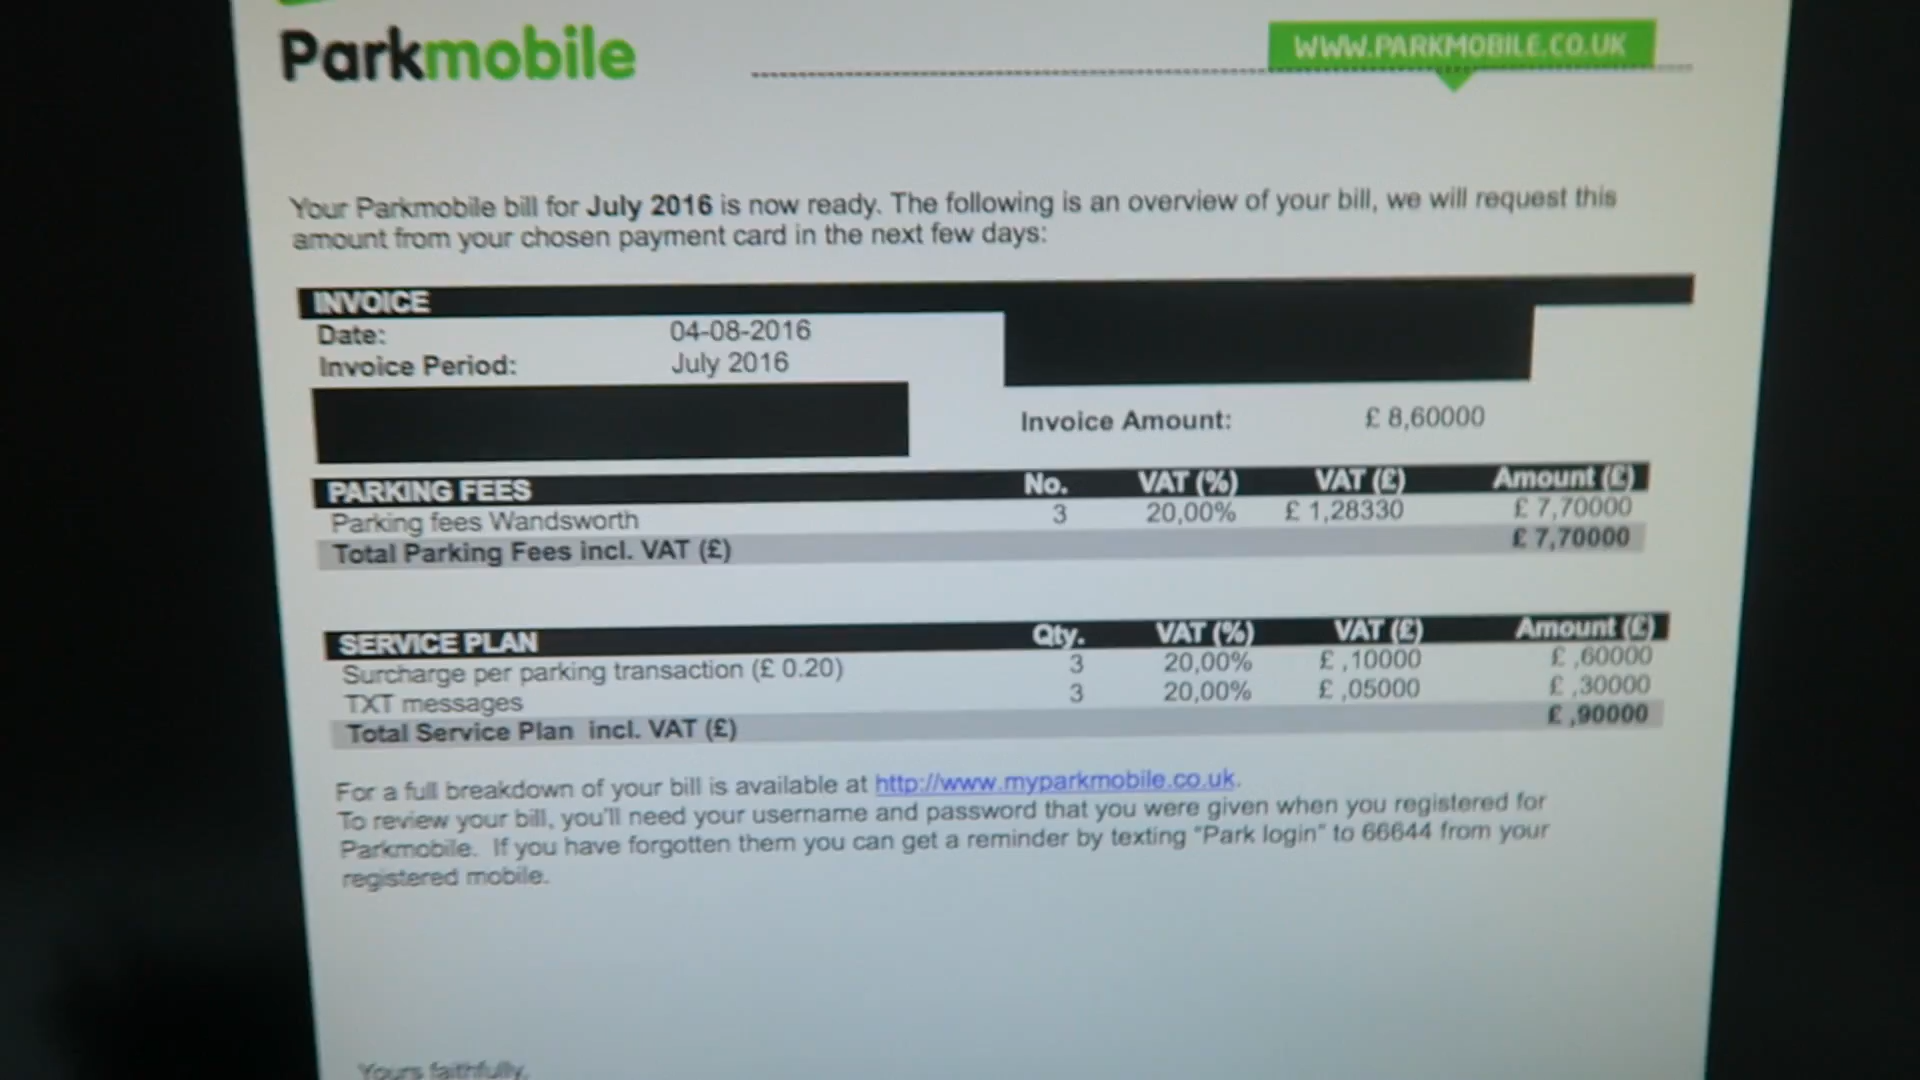 Parkmobile
WWW.PARKMOBILE.CO.UK
Your Parkmobile bill for July 2016 is now ready. The following is an overview of your bill, we will request this
amount from your chosen payment card in the next few days:
INVOICE
Date: 04-08-2016
Invoice Period: July 2016
Invoice Amount: £ 8,60000
PARKING FEES No. VAT (%) VAT (£) Amount (£)
Parking fees Wandsworth 3 20,00% £ 1,28330 £ 7,70000
Total Parking Fees incl. VAT (£) £ 7,70000
SERVICE PLAN Qty. VAT (%) VAT (£) Amount (£)
Surcharge per parking transaction (£ 0.20) 3 20,00% £ ,10000 £ ,60000
TXT messages 3 20,00% £ ,05000 £ ,30000
Total Service Plan incl. VAT (£) £ ,90000
For a full breakdown of your bill is available at http://www.myparkmobile.co.uk.
To review your bill, you'll need your username and password that you were given when you registered for
Parkmobile. If you have forgotten them you can get a reminder by texting "Park login" to 66644 from your
registered mobile.
Yours faithfully,